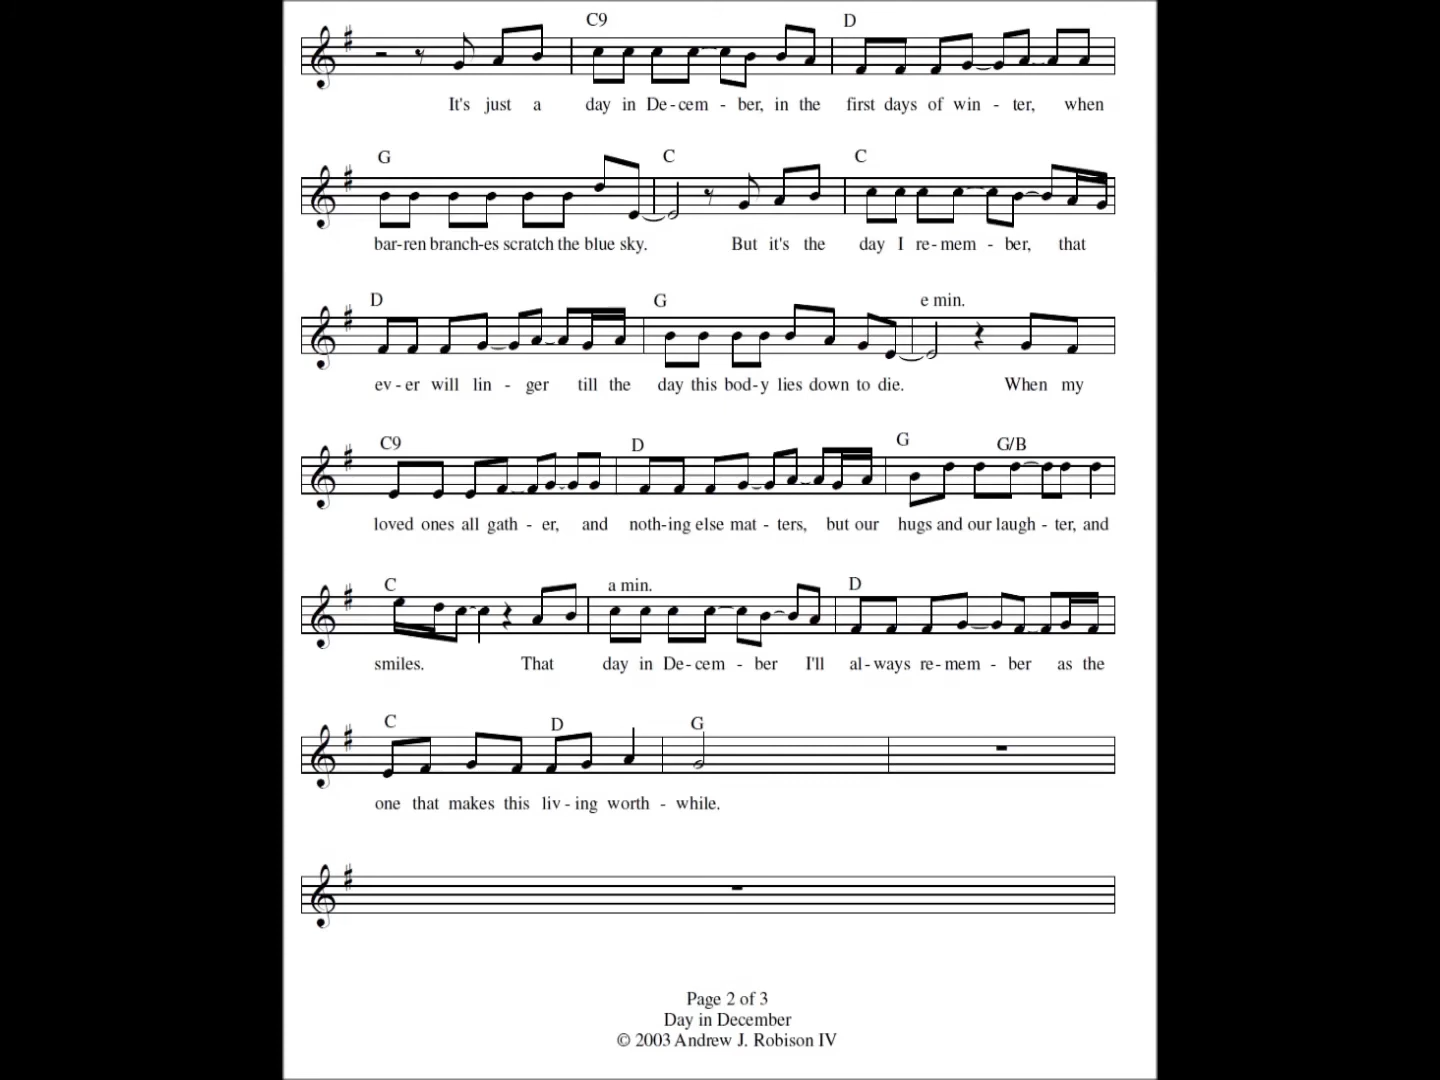 C9 D
It's just a day in De - cem - ber, in the first days of win - ter, when
G C C
bar-ren branch-es scratch the blue sky. But it's the day I re - mem - ber, that
D G e min.
ev - er will lin - ger till the day this bod - y lies down to die. When my
C9 D G G/B
loved ones all gath - er, and noth-ing else mat - ters, but our hugs and our laugh - ter, and
C a min. D
smiles. That day in De - cem - ber I'll al - ways re - mem - ber as the
C D G
one that makes this liv - ing worth - while.
Page 2 of 3
Day in December
© 2003 Andrew J. Robison IV